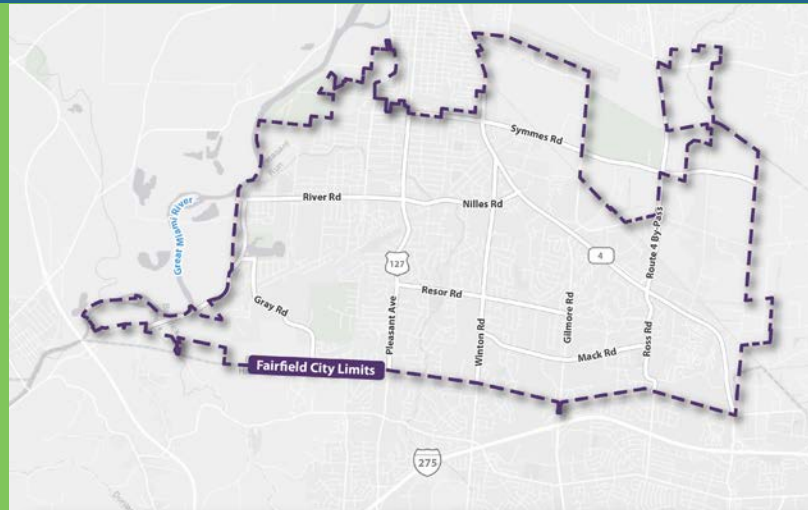 Symmes Rd
River Rd
Nilles Rd
Grear Miami River
Route 4 By-Pass
4
127
Resor Rd
Gray Rd
Pleasant Ave
Winton Rd
Gilmore Rd
Mack Rd
Ross Rd
Fairfield City Limits
275